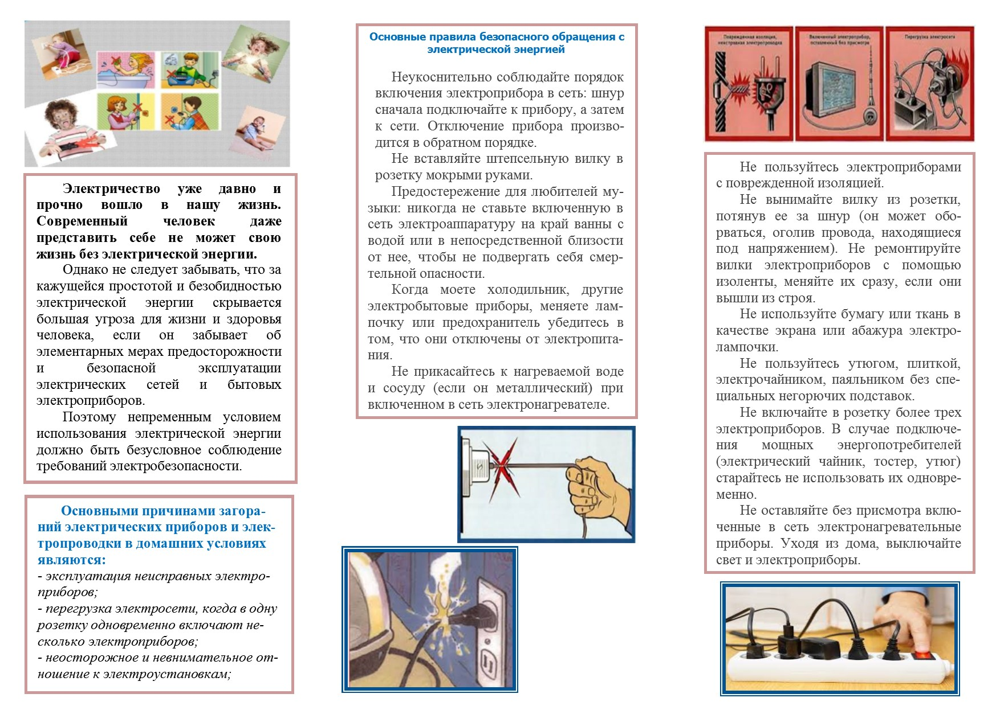 Электричество уже давно и
прочно вошло в нашу жизнь.
Современный человек даже
представить себе не может свою
жизнь без электрической энергии.
Однако не следует забывать, что за
кажущейся простотой и безобидностью
электрической энергии скрывается
большая угроза для жизни и здоровья
человека, если он забывает об
элементарных мерах предосторожности
и безопасной эксплуатации
электрических сетей и бытовых
электроприборов.
Поэтому непременным условием
использования электрической энергии
должно быть безусловное соблюдение
требований электробезопасности.
Основными причинами загора-
ний электрических приборов и элек-
тропроводки в домашних условиях
являются:
- эксплуатация неисправных электро-
приборов;
- перегрузка электросети, когда в одну
розетку одновременно включают не-
сколько электроприборов;
- неосторожное и невнимательное от-
ношение к электроустановкам;
Основные правила безопасного обращения с
электрической энергией
Неукоснительно соблюдайте порядок
включения электроприбора в сеть: шнур
сначала подключайте к прибору, а затем
к сети. Отключение прибора произво-
дится в обратном порядке.
Не вставляйте штепсельную вилку в
розетку мокрыми руками.
Предостережение для любителей му-
зыки: никогда не ставьте включенную в
сеть электроаппаратуру на край ванны с
водой или в непосредственной близости
от нее, чтобы не подвергать себя смер-
тельной опасности.
Когда моете холодильник, другие
электробытовые приборы, меняете лам-
почку или предохранитель убедитесь в
том, что они отключены от электропита-
ния.
Не прикасайтесь к нагреваемой воде
и сосуду (если он металлический) при
включенном в сеть электронагревателе.
Поврежденная изоляция,
неисправная электропроводка
Включенный электроприбор,
оставленный без присмотра
Перегрузка электросети
Не пользуйтесь электроприборами
с поврежденной изоляцией.
Не вынимайте вилку из розетки,
потянув ее за шнур (он может обо-
рваться, оголив провода, находящиеся
под напряжением). Не ремонтируйте
вилки электроприборов с помощью
изоленты, меняйте их сразу, если они
вышли из строя.
Не используйте бумагу или ткань в
качестве экрана или абажура электро-
лампочки.
Не пользуйтесь утюгом, плиткой,
электрочайником, паяльником без спе-
циальных негорючих подставок.
Не включайте в розетку более трех
электроприборов. В случае подключе-
ния мощных энергопотребителей
(электрический чайник, тостер, утюг)
старайтесь не использовать их одновре-
менно.
Не оставляйте без присмотра вклю-
ченные в сеть электронагревательные
приборы. Уходя из дома, выключайте
свет и электроприборы.